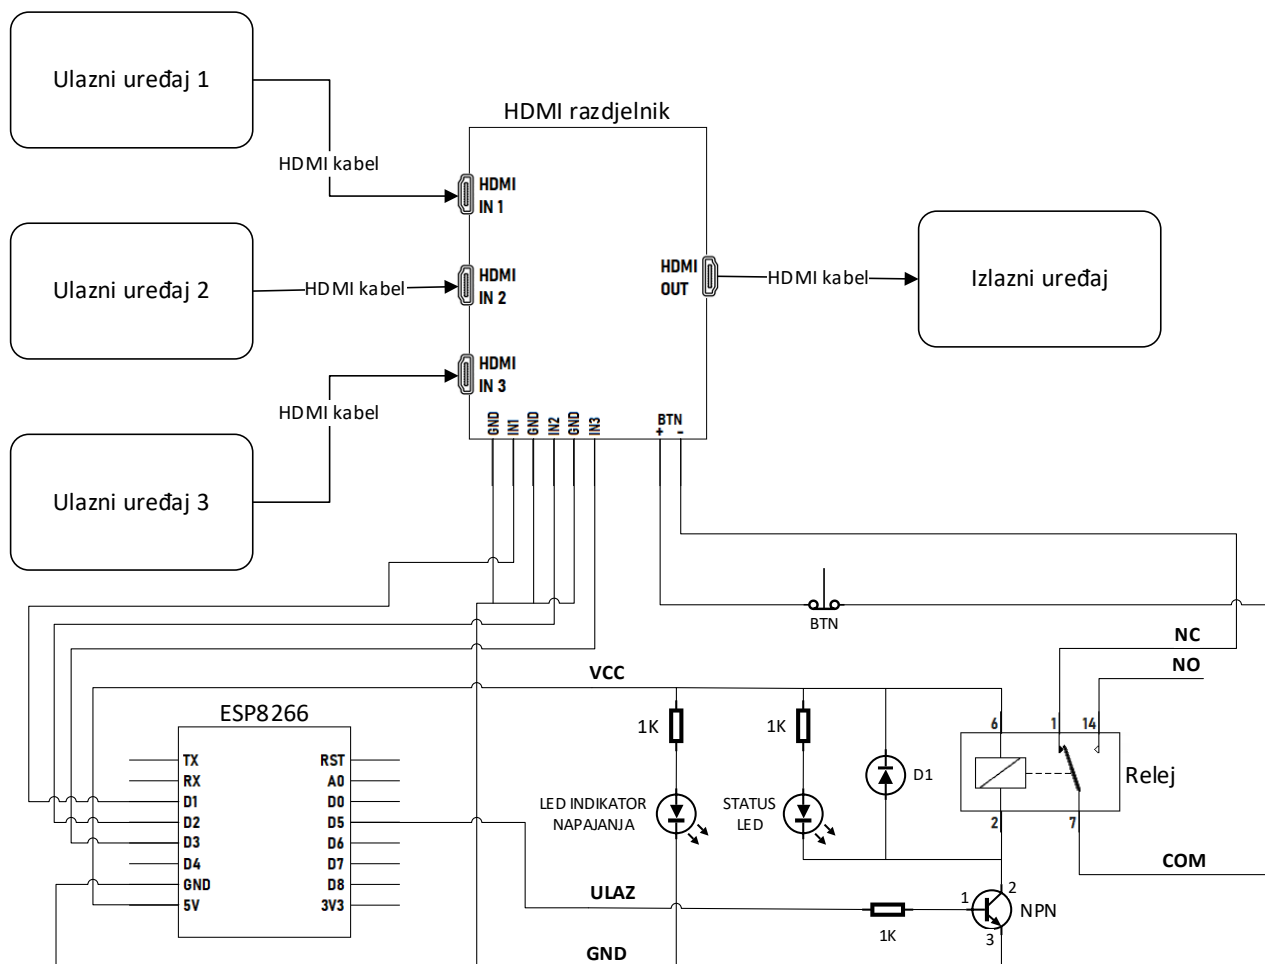 Ulazni uređaj 1
HDMI kabel
Ulazni uređaj 2
HDMI kabel
Ulazni uređaj 3
HDMI kabel
HDMI razdjelnik
HDMI
IN 1
HDMI
IN 2
HDMI
IN 3
HDMI
OUT
GND
IN1
GND
IN2
GND
IN3
BTN
+ -
HDMI kabel
Izlazni uređaj
BTN
NC
NO
VCC
ESP8266
TX
RX
D1
D2
D3
D4
GND
5V
RST
A0
D0
D5
D6
D7
D8
3V3
1K
LED INDIKATOR
NAPAJANJA
1K
STATUS
LED
D1
6
1
14
Relej
2
7
COM
ULAZ
1K
1
2
3
NPN
GND